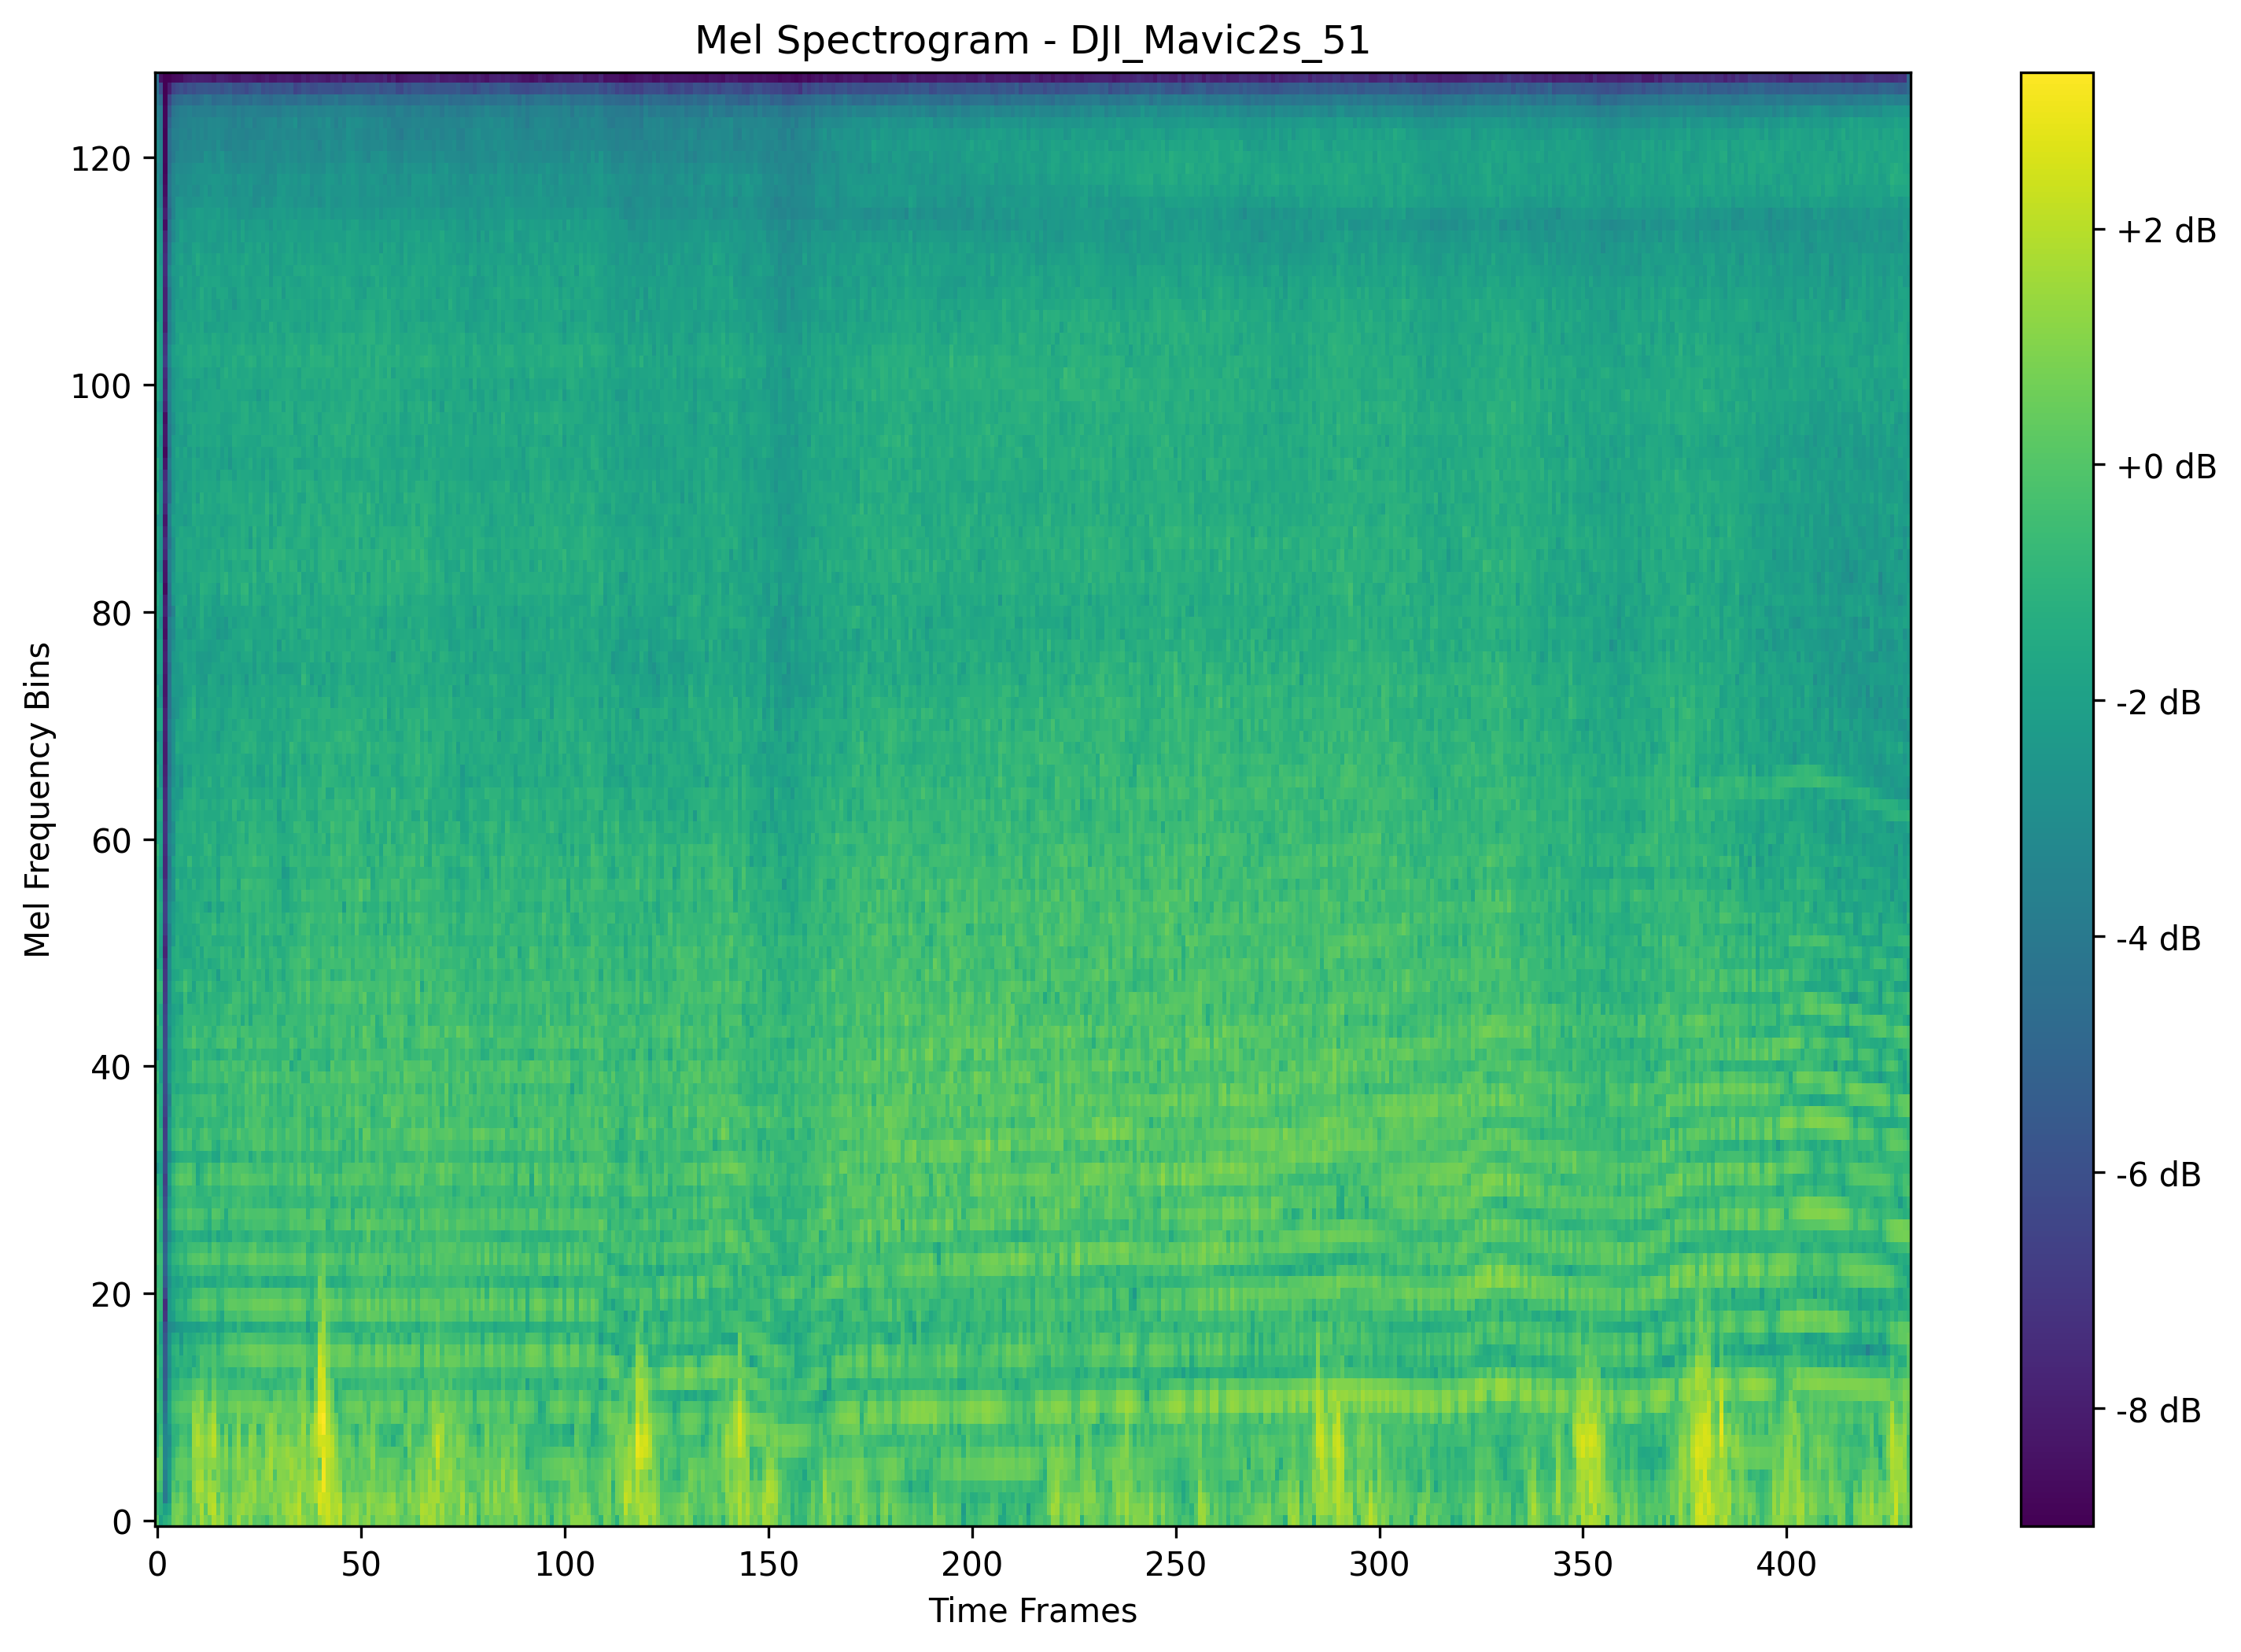 Mel Spectrogram - DJI_Mavic2s_51
Mel Frequency Bins
120
100
80
60
40
20
0
0 50 100 150 200 250 300 350 400
Time Frames
+2 dB
+0 dB
-2 dB
-4 dB
-6 dB
-8 dB